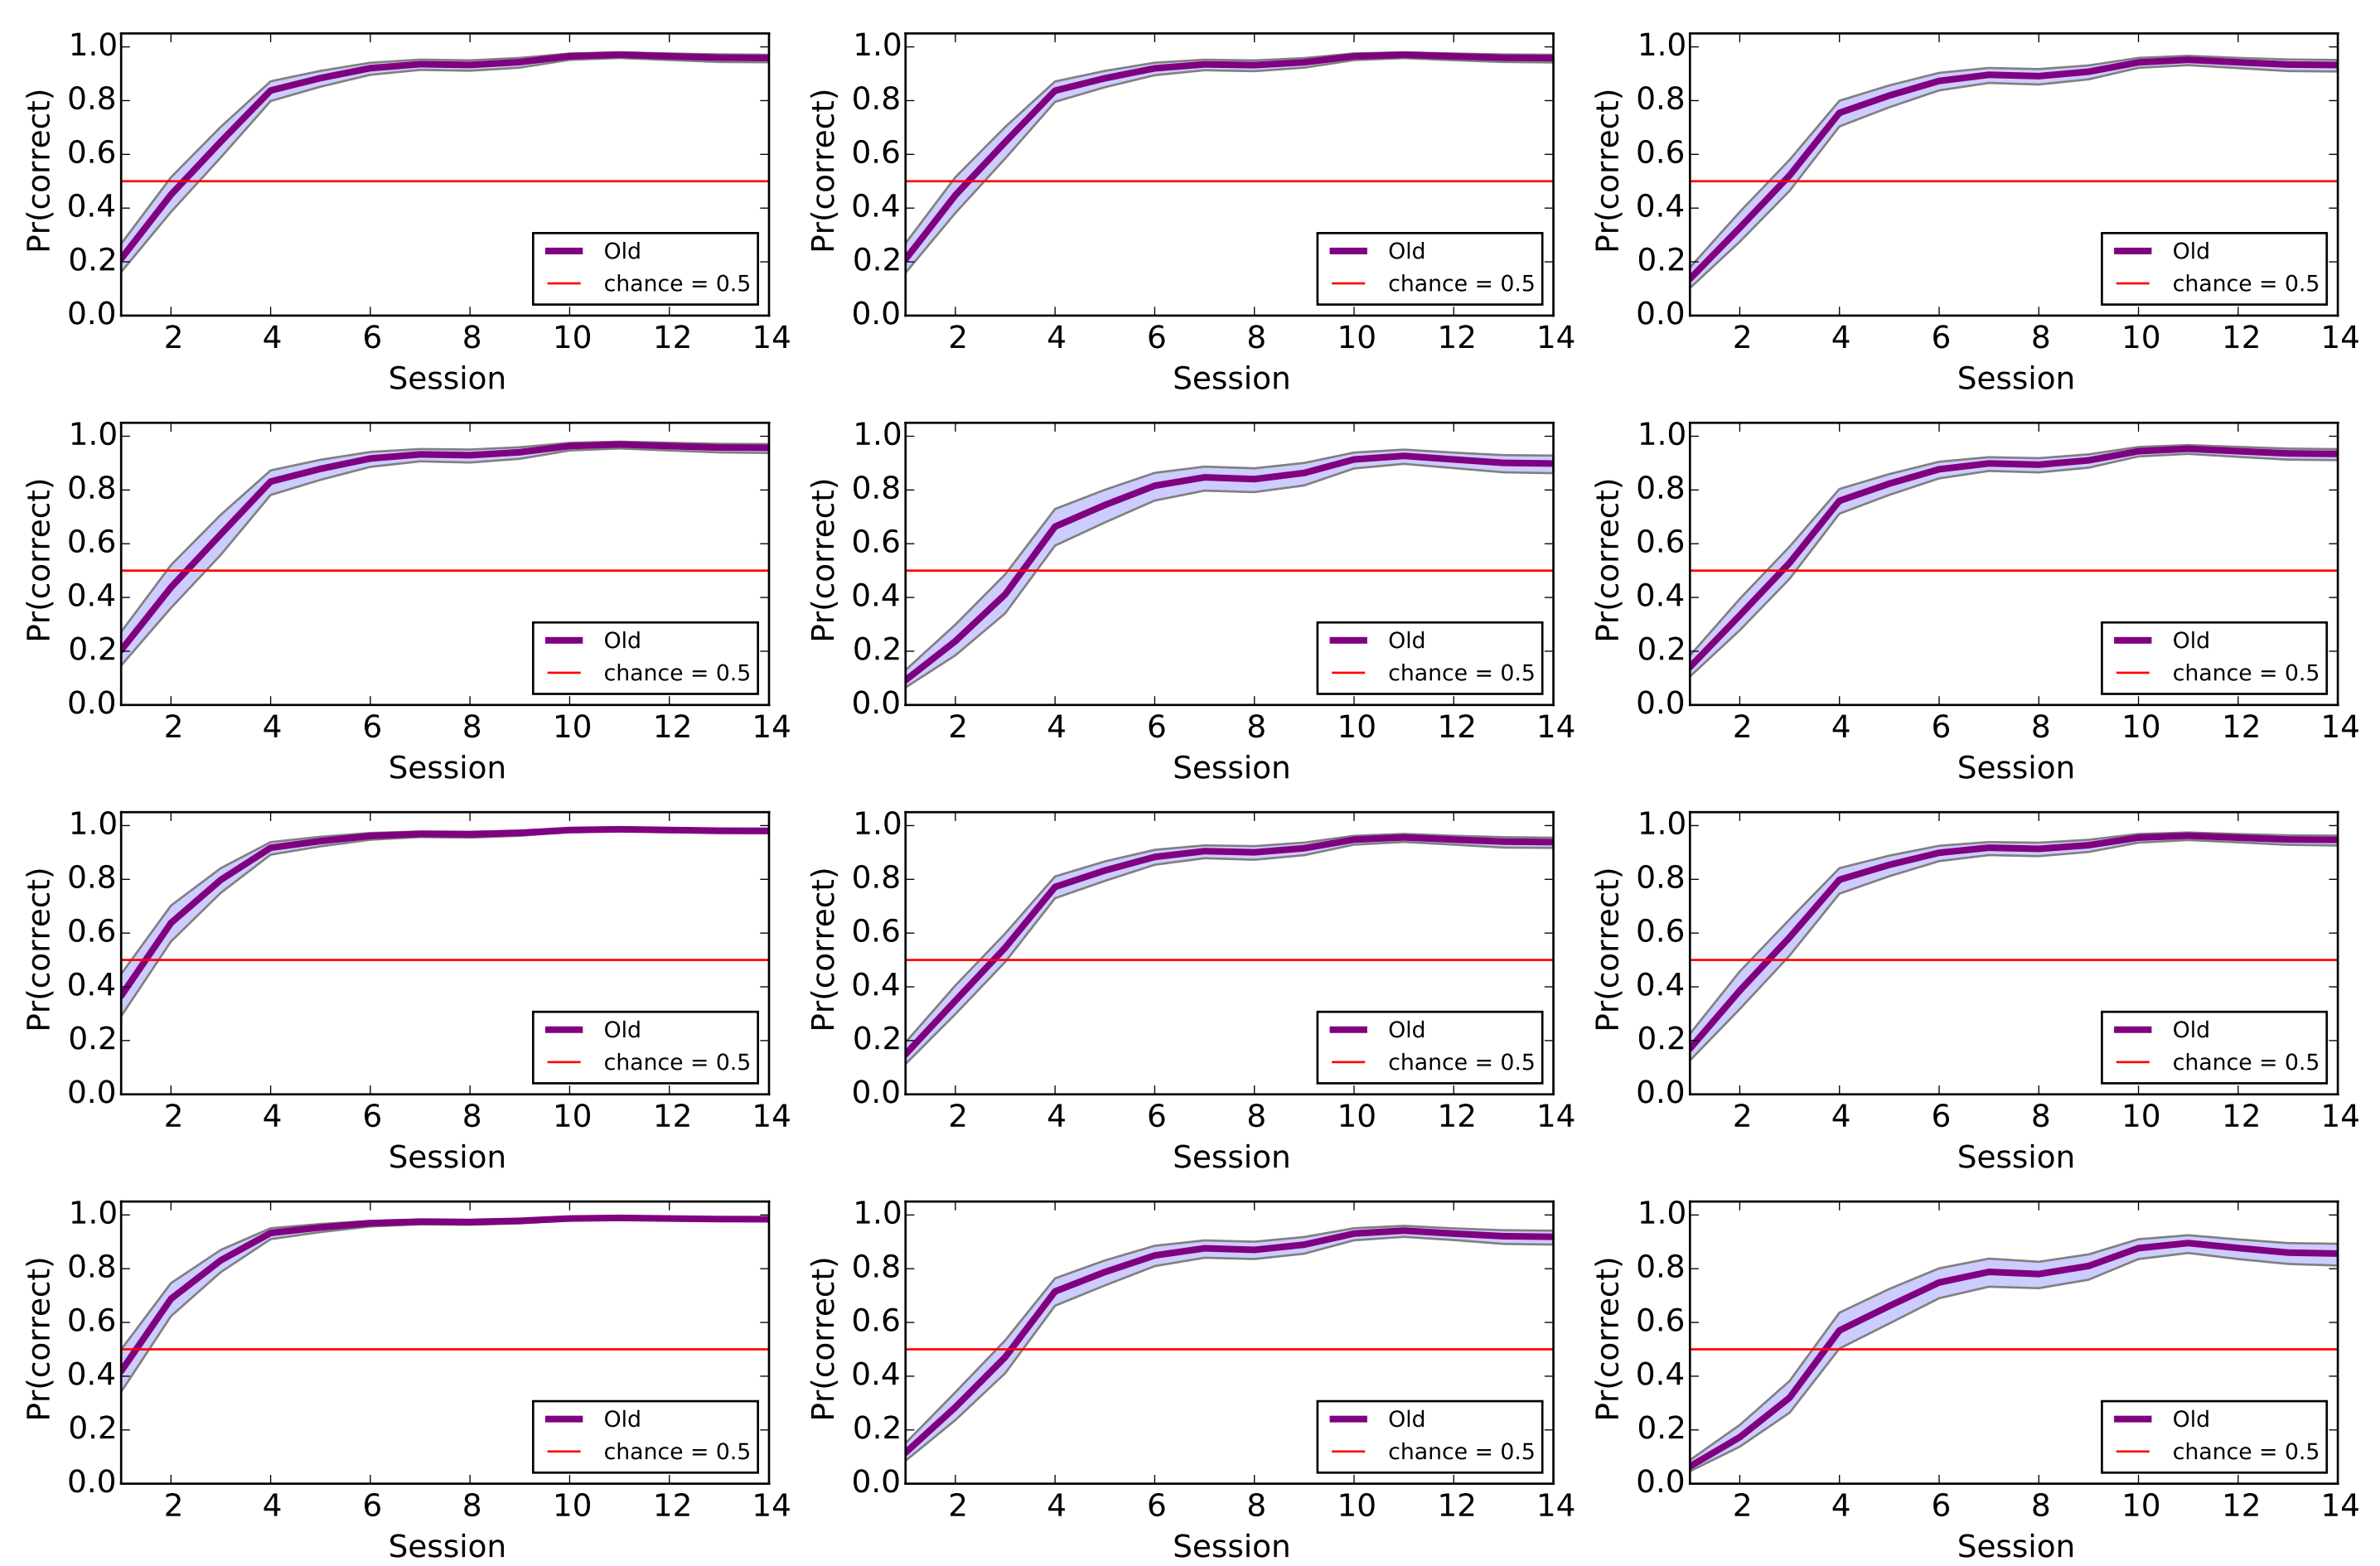 1.0 1.0 1.0
0.8 0.8 0.8
0.6 0.6 0.6
0.4 0.4 0.4
0.2 0.2 0.2
0.0 0.0 0.0
Pr(correct) Pr(correct) Pr(correct)
Old Old Old
chance = 0.5 chance = 0.5 chance = 0.5
2 4 6 8 10 12 14 2 4 6 8 10 12 14 2 4 6 8 10 12 14
Session Session Session
1.0 1.0 1.0
0.8 0.8 0.8
0.6 0.6 0.6
0.4 0.4 0.4
0.2 0.2 0.2
0.0 0.0 0.0
Pr(correct) Pr(correct) Pr(correct)
Old Old Old
chance = 0.5 chance = 0.5 chance = 0.5
2 4 6 8 10 12 14 2 4 6 8 10 12 14 2 4 6 8 10 12 14
Session Session Session
1.0 1.0 1.0
0.8 0.8 0.8
0.6 0.6 0.6
0.4 0.4 0.4
0.2 0.2 0.2
0.0 0.0 0.0
Pr(correct) Pr(correct) Pr(correct)
Old Old Old
chance = 0.5 chance = 0.5 chance = 0.5
2 4 6 8 10 12 14 2 4 6 8 10 12 14 2 4 6 8 10 12 14
Session Session Session
1.0 1.0 1.0
0.8 0.8 0.8
0.6 0.6 0.6
0.4 0.4 0.4
0.2 0.2 0.2
0.0 0.0 0.0
Pr(correct) Pr(correct) Pr(correct)
Old Old Old
chance = 0.5 chance = 0.5 chance = 0.5
2 4 6 8 10 12 14 2 4 6 8 10 12 14 2 4 6 8 10 12 14
Session Session Session